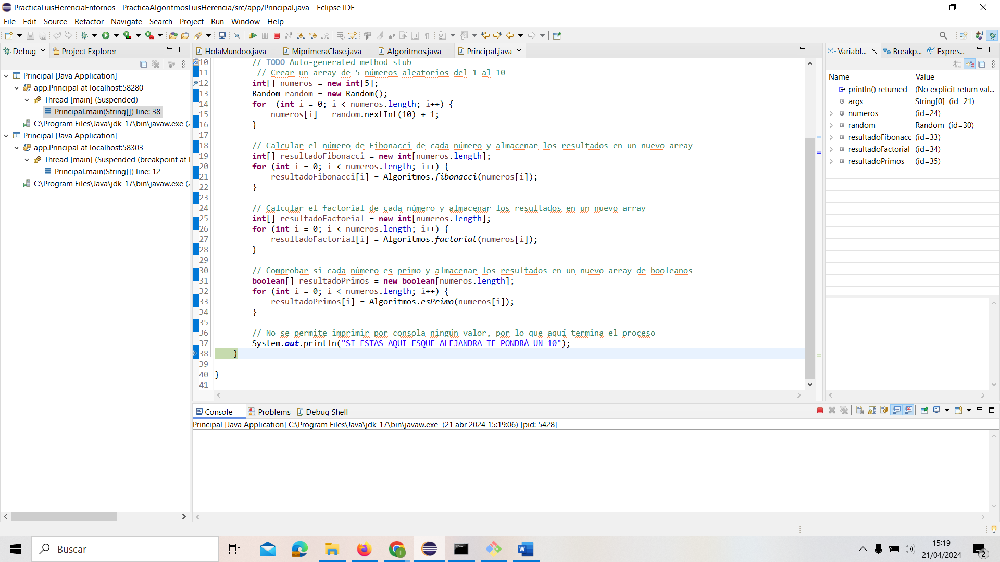 PracticaLuisHerenciaEntornos - PracticaAlgoritmosLuisHerencia/src/app/Principal.java - Eclipse IDE
File Edit Source Refactor Navigate Search Project Run Window Help
Debug Project Explorer
Principal [Java Application]
app.Principal at localhost:58280
Thread [main] (Suspended)
Principal.main(String[]) line: 38
C:\Program Files\Java\jdk-17\bin\javaw.exe (2
Principal [Java Application]
app.Principal at localhost:58303
Thread [main] (Suspended (breakpoint at l
Principal.main(String[]) line: 12
C:\Program Files\Java\jdk-17\bin\javaw.exe (2
HolaMundoo.java MiprimeraClase.java Algoritmos.java Principal.java
10 // TODO Auto-generated method stub
11 // Crear un array de 5 números aleatorios del 1 al 10
12 int[] numeros = new int[5];
13 Random random = new Random();
14 for (int i = 0; i < numeros.length; i++) {
15 numeros[i] = random.nextInt(10) + 1;
16 }
17
18 // Calcular el número de Fibonacci de cada número y almacenar los resultados en un nuevo array
19 int[] resultadoFibonacci = new int[numeros.length];
20 for (int i = 0; i < numeros.length; i++) {
21 resultadoFibonacci[i] = Algoritmos.fibonacci(numeros[i]);
22 }
23
24 // Calcular el factorial de cada número y almacenar los resultados en un nuevo array
25 int[] resultadoFactorial = new int[numeros.length];
26 for (int i = 0; i < numeros.length; i++) {
27 resultadoFactorial[i] = Algoritmos.factorial(numeros[i]);
28 }
29
30 // Comprobar si cada número es primo y almacenar los resultados en un nuevo array de booleanos
31 boolean[] resultadoPrimos = new boolean[numeros.length];
32 for (int i = 0; i < numeros.length; i++) {
33 resultadoPrimos[i] = Algoritmos.esPrimo(numeros[i]);
34 }
35
36 // No se permite imprimir por consola ningún valor, por lo que aquí termina el proceso
37 System.out.println("SI ESTAS AQUI ESQUE ALEJANDRA TE PONDRÁ UN 10");
38 }
39
40 }
41
Variabl... Breakp... Expres...
Name Value
println() returned (No explicit return val...
args String[0] (id=21)
numeros (id=24)
random Random (id=30)
resultadoFibonacc (id=33)
resultadoFactorial (id=34)
resultadoPrimos (id=35)
Console Problems Debug Shell
Principal [Java Application] C:\Program Files\Java\jdk-17\bin\javaw.exe (21 abr 2024 15:19:06) [pid: 5428]
Buscar
15:19
21/04/2024
2